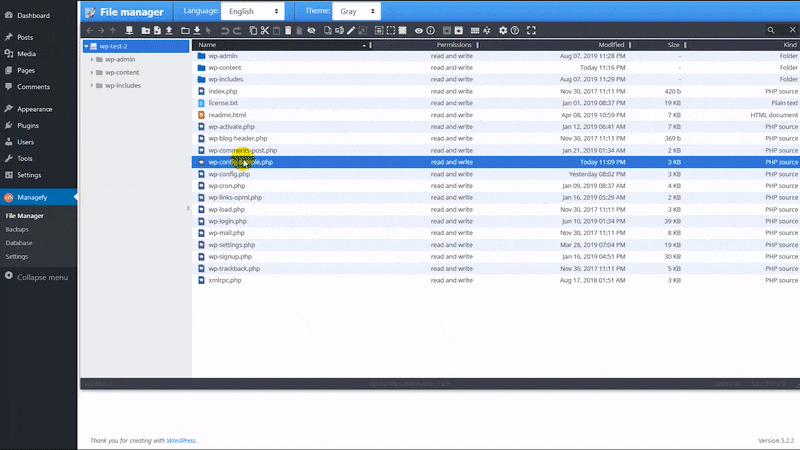 Dashboard
Posts
Media
Pages
Comments
Appearance
Plugins
Users
Tools
Settings
Managefy
File Manager
Backups
Database
Settings
Collapse menu
File manager Language: English Theme: Gray
wp-test-2
wp-admin
wp-content
wp-includes
Name Permissions Modified Size Kind
wp-admin read and write Aug 07, 2019 11:28 PM - Folder
wp-content read and write Today 11:16 PM - Folder
wp-includes read and write Aug 07, 2019 11:29 PM - Folder
index.php read and write Nov 30, 2017 11:11 PM 420 b PHP source
license.txt read and write Jan 01, 2019 08:37 PM 19 KB Plain text
readme.html read and write Apr 08, 2019 10:59 PM 7 KB HTML document
wp-activate.php read and write Jan 12, 2019 06:41 AM 7 KB PHP source
wp-blog-header.php read and write Nov 30, 2017 11:11 PM 369 b PHP source
wp-comments-post.php read and write Jan 21, 2019 01:34 AM 2 KB PHP source
read and write Today 11:09 PM 3 KB PHP source
wp-config.php read and write Yesterday 08:02 PM 3 KB PHP source
wp-cron.php read and write Jan 09, 2019 08:37 AM 4 KB PHP source
wp-links-opml.php read and write Jan 16, 2019 05:29 AM 2 KB PHP source
wp-load.php read and write Nov 30, 2017 11:11 PM 3 KB PHP source
wp-login.php read and write Jun 10, 2019 01:34 PM 39 KB PHP source
wp-mail.php read and write Nov 30, 2017 11:11 PM 8 KB PHP source
wp-settings.php read and write Mar 28, 2019 07:04 PM 19 KB PHP source
wp-signup.php read and write Jan 16, 2019 04:51 PM 30 KB PHP source
wp-trackback.php read and write Nov 30, 2017 11:11 PM 5 KB PHP source
xmlrpc.php read and write Aug 17, 2018 01:51 AM 3 KB PHP source
Thank you for creating with WordPress. Version 5.2.2